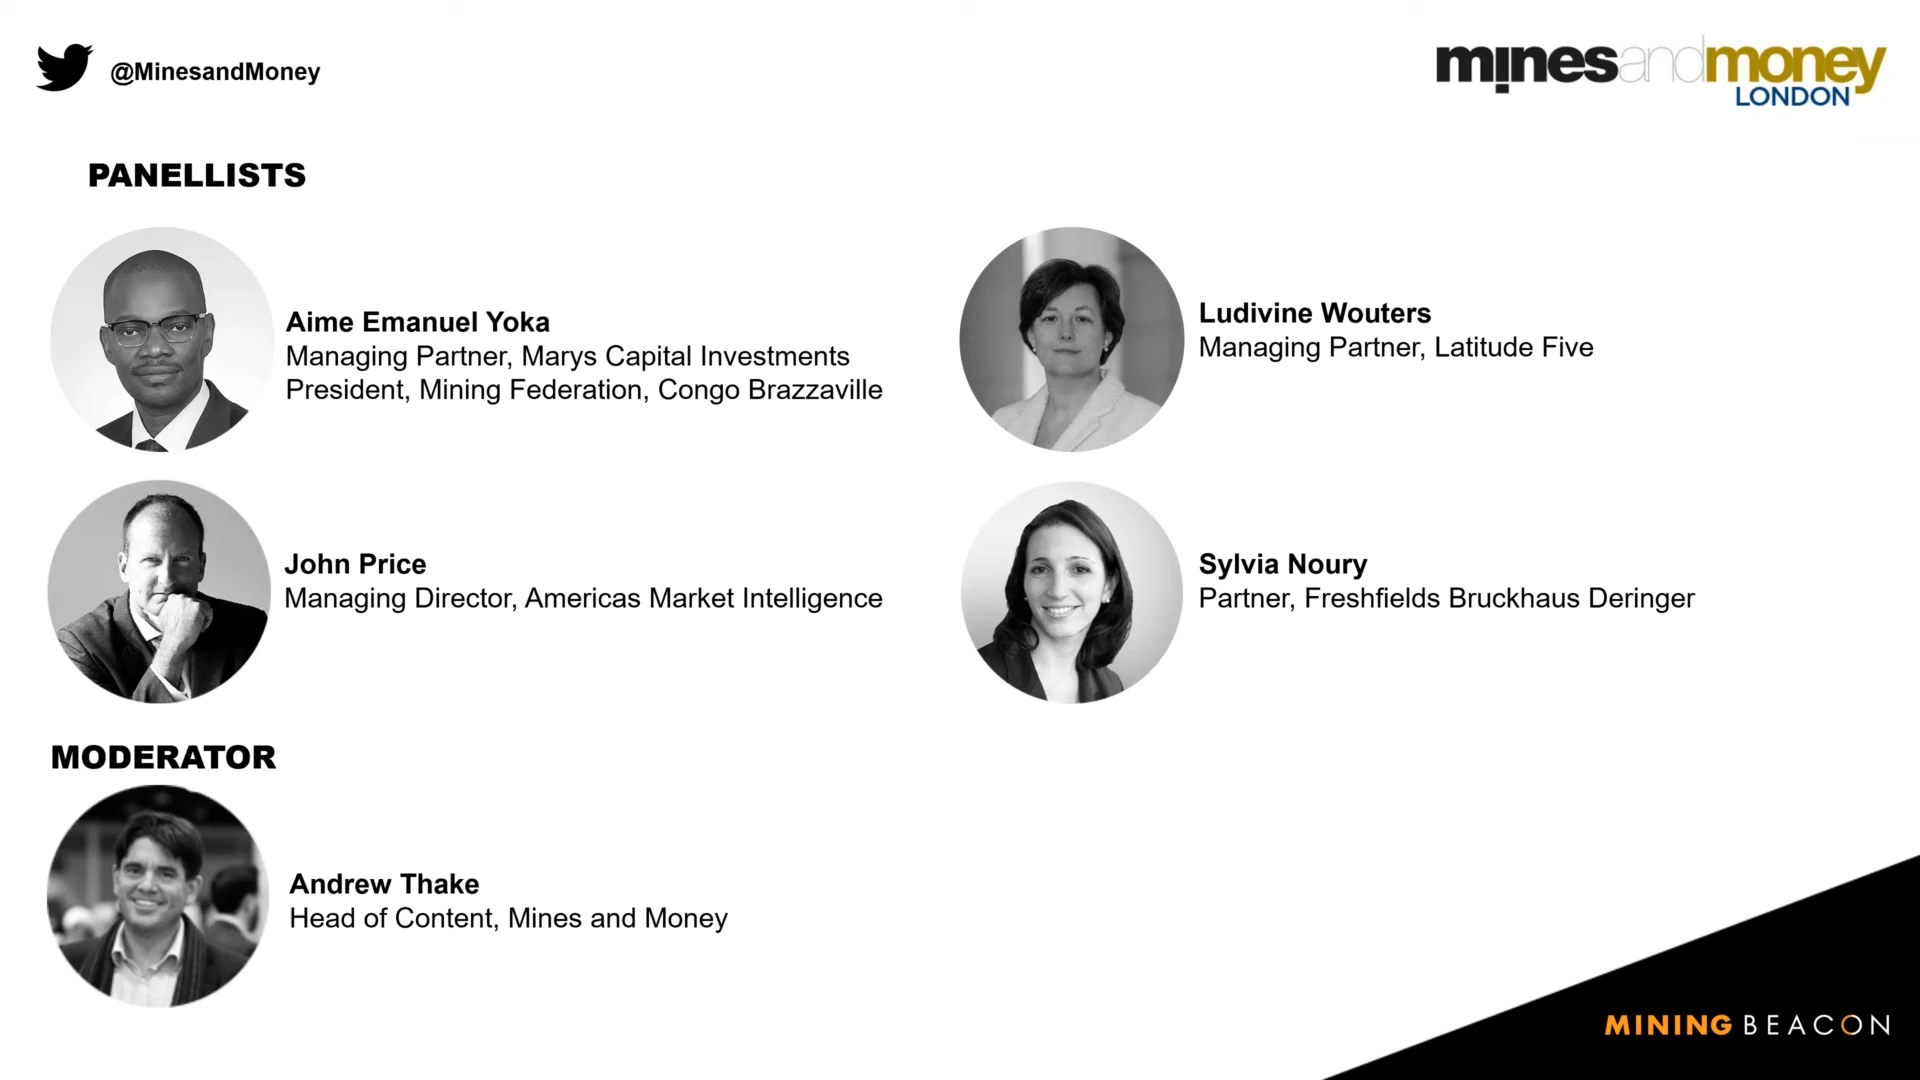 @MinesandMoney
minesandmoney
LONDON
PANELLISTS
Aime Emanuel Yoka
Managing Partner, Marys Capital Investments
President, Mining Federation, Congo Brazzaville
Ludivine Wouters
Managing Partner, Latitude Five
John Price
Managing Director, Americas Market Intelligence
Sylvia Noury
Partner, Freshfields Bruckhaus Deringer
MODERATOR
Andrew Thake
Head of Content, Mines and Money
MINING BEACON